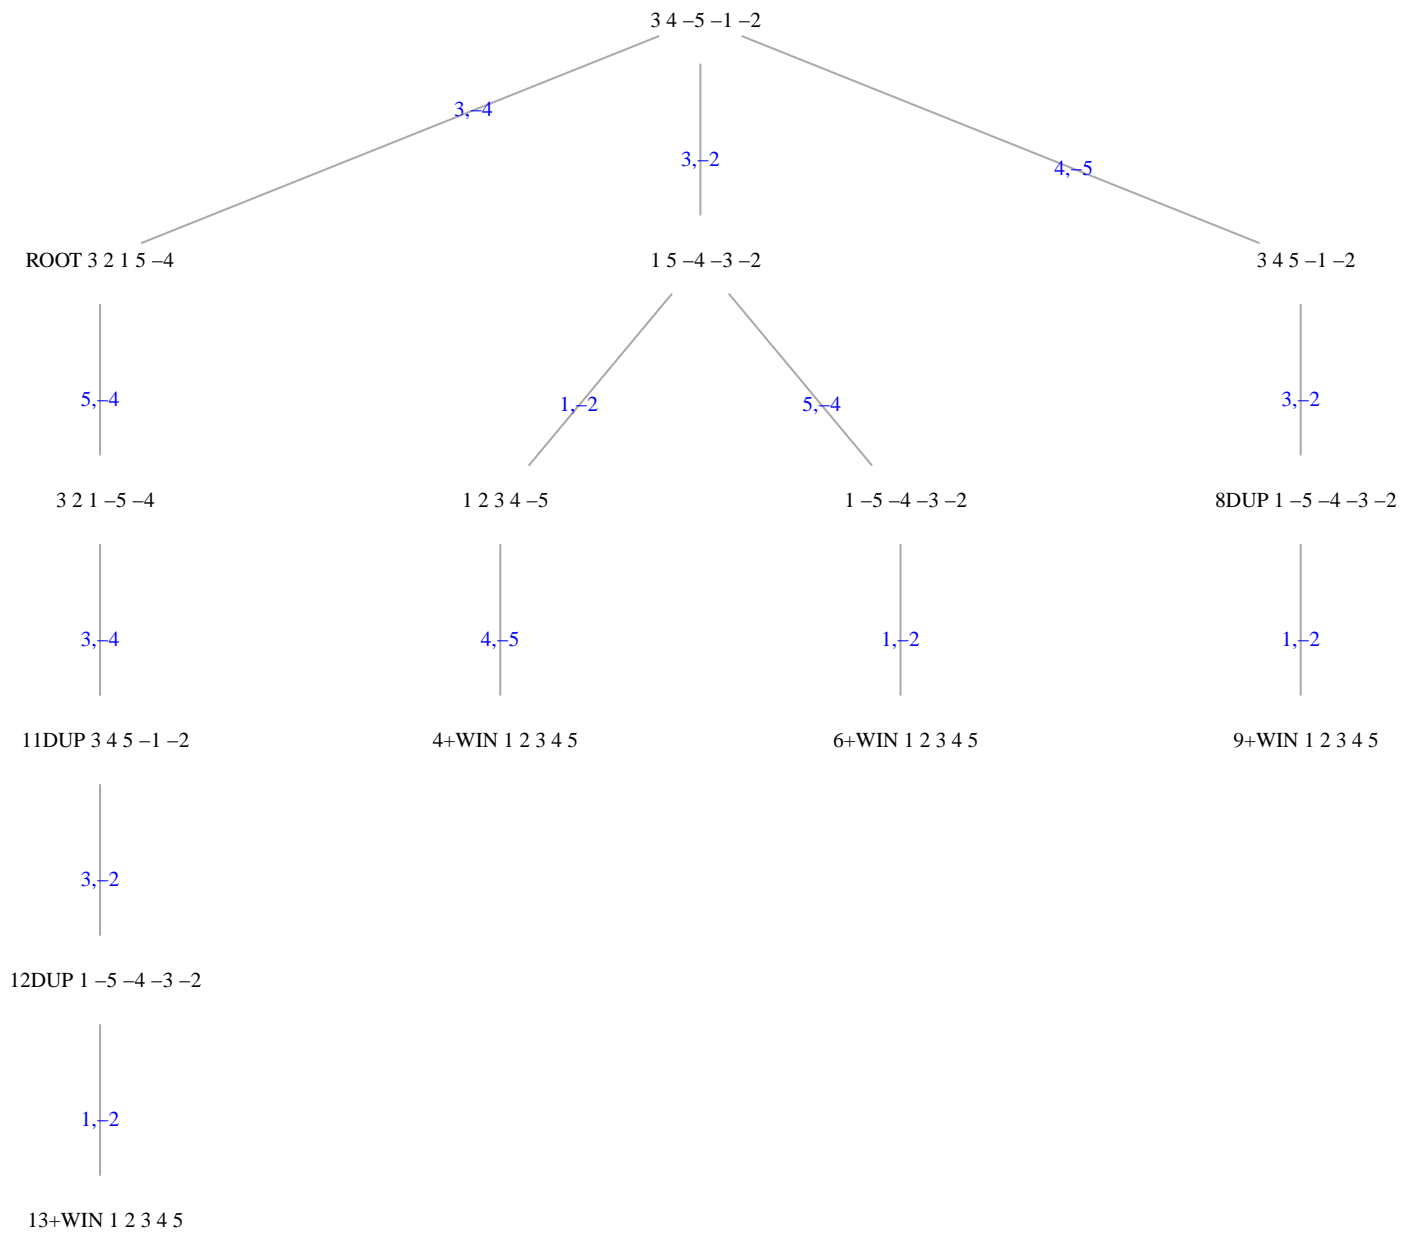 3 4 –5 –1 –2
3,–4
3,–2
4,–5
ROOT 3 2 1 5 –4
1 5 –4 –3 –2
3 4 5 –1 –2
5,–4
1,–2
5,–4
3,–2
3 2 1 –5 –4
1 2 3 4 –5
1 –5 –4 –3 –2
8DUP 1 –5 –4 –3 –2
3,–4
4,–5
1,–2
1,–2
11DUP 3 4 5 –1 –2
4+WIN 1 2 3 4 5
6+WIN 1 2 3 4 5
9+WIN 1 2 3 4 5
3,–2
12DUP 1 –5 –4 –3 –2
1,–2
13+WIN 1 2 3 4 5